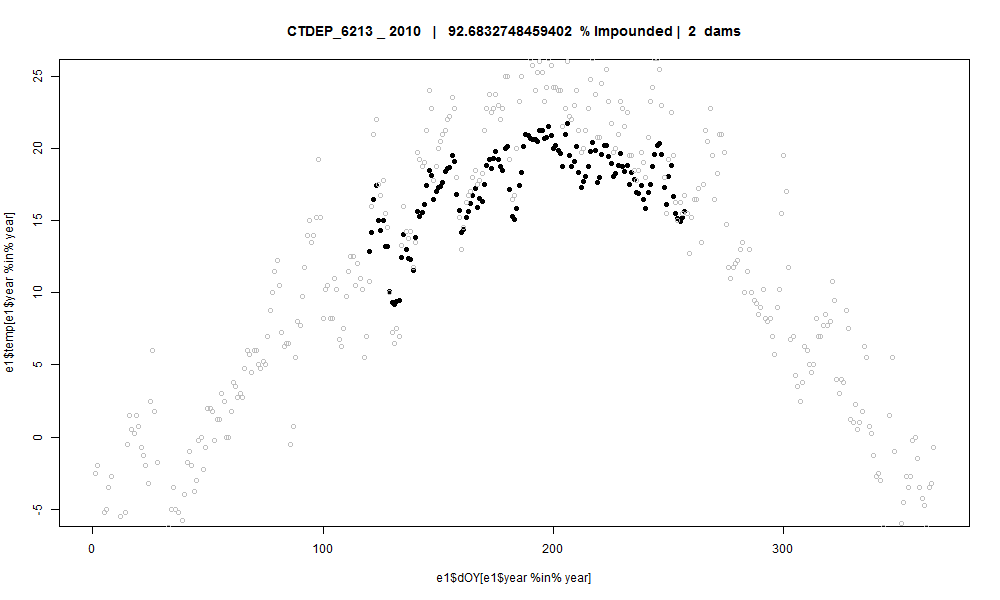 CTDEP_6213 _ 2010 | 92.6832748459402 % Impounded | 2 dams
25
20
15
10
5
0
-5
e1$temp[e1$year %in% year]
0 100 200 300
e1$dOY[e1$year %in% year]